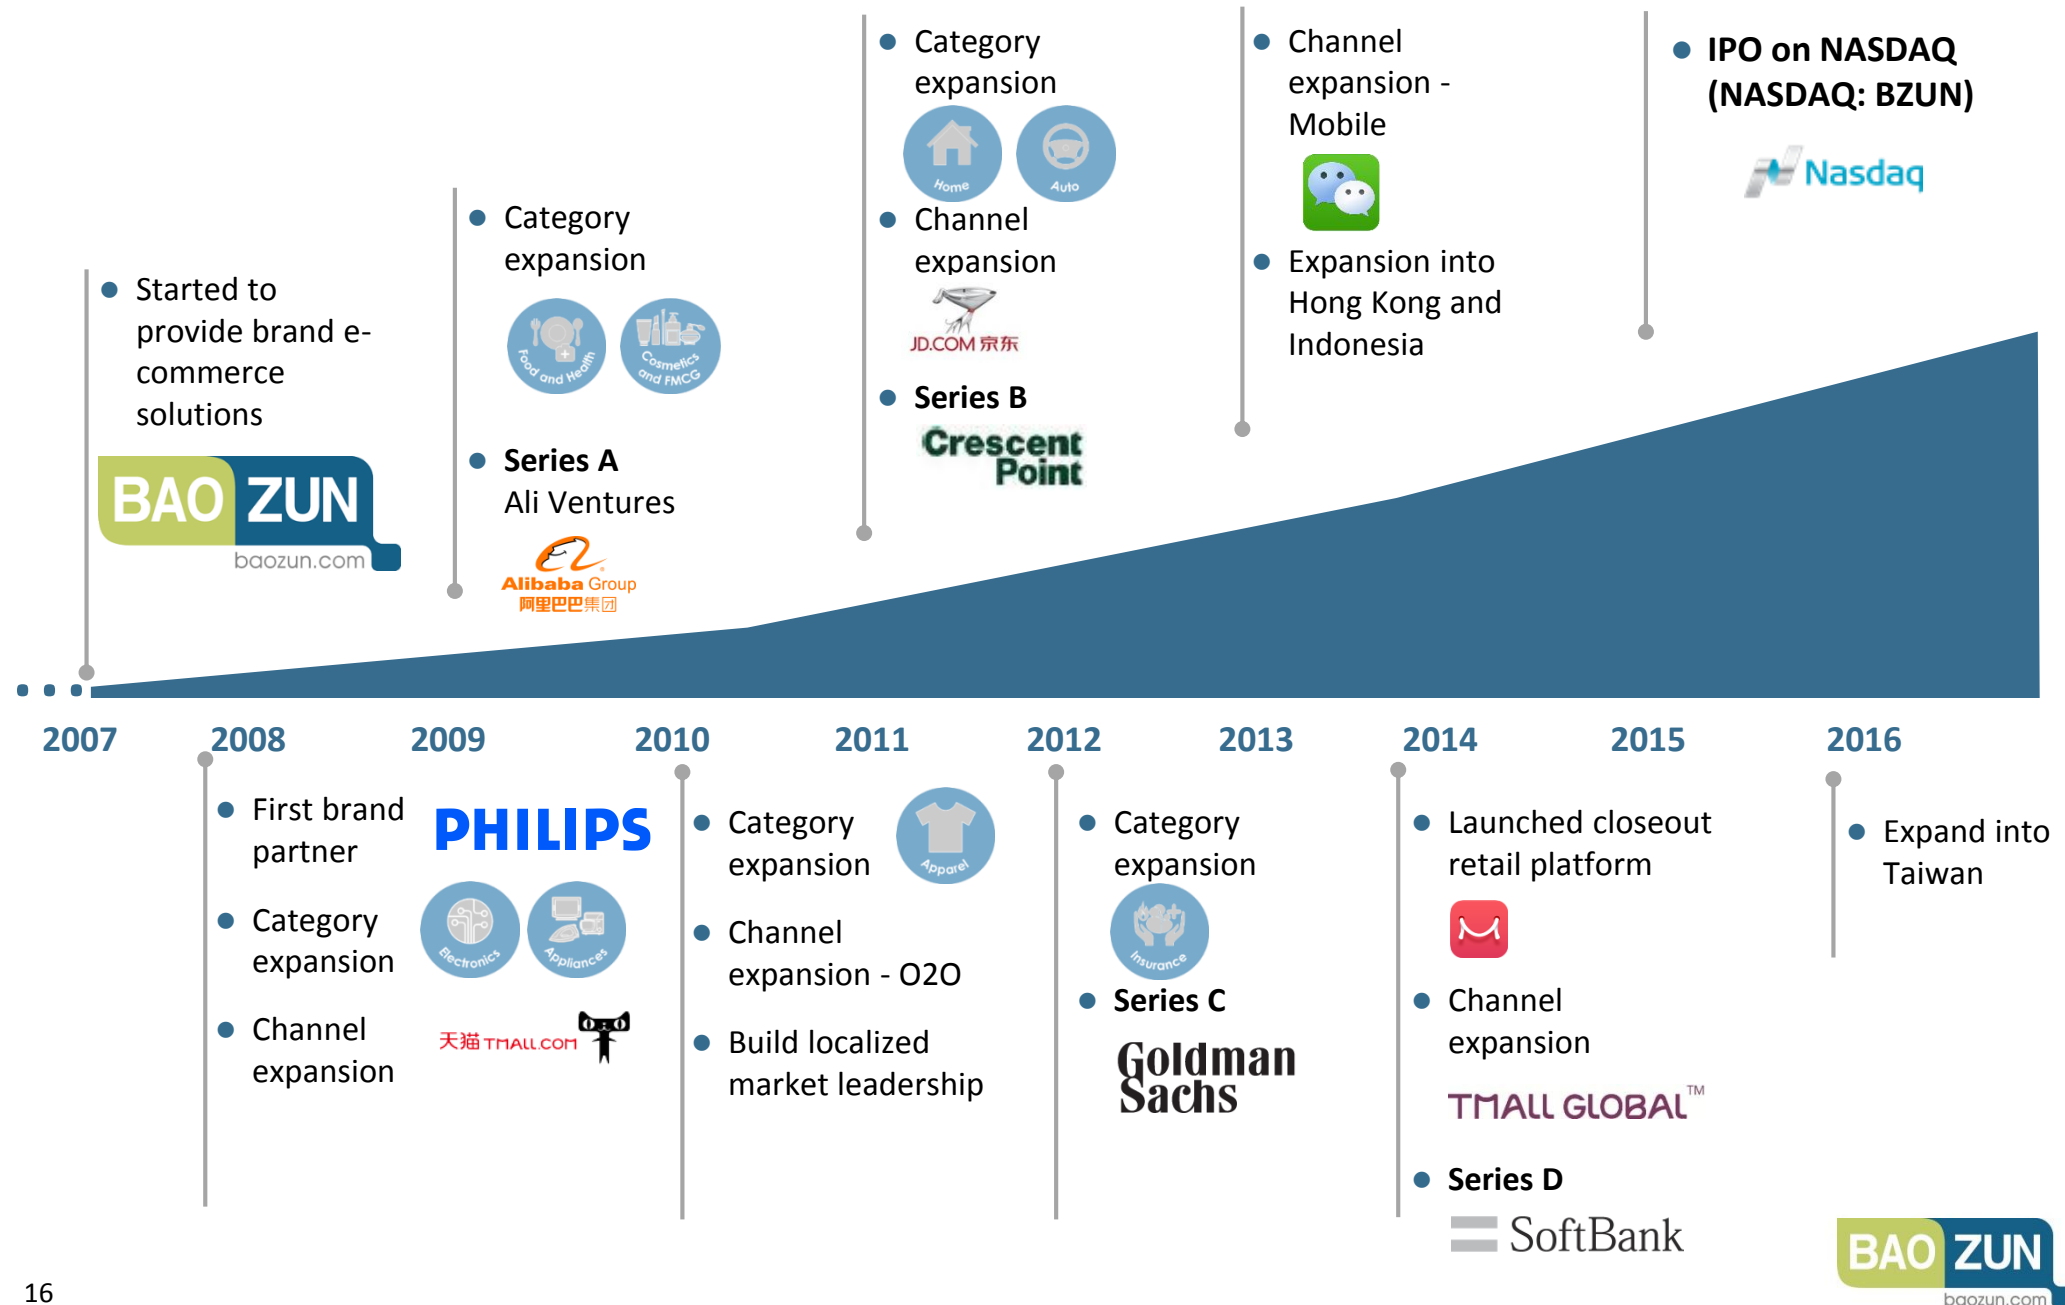 Started to
provide brand e-
commerce
solutions
BAO ZUN
baozun.com
Category
expansion
Food and Health
Cosmetics
and FMCG
Series A
Ali Ventures
Alibaba Group
阿里巴巴集团
Category
expansion
Home
Auto
Channel
expansion
JD.COM 京东
Series B
Crescent
Point
Channel
expansion -
Mobile
Expansion into
Hong Kong and
Indonesia
IPO on NASDAQ
(NASDAQ: BZUN)
Nasdaq
2007 2008 2009 2010 2011 2012 2013 2014 2015 2016
First brand
partner
PHILIPS
Category
expansion
Electronics
Appliances
Channel
expansion
天猫 TMALL.COM
Category
expansion
Apparel
Channel
expansion - O2O
Build localized
market leadership
Category
expansion
Insurance
Series C
Goldman
Sachs
Launched closeout
retail platform
Channel
expansion
TMALL GLOBAL™
Series D
SoftBank
Expand into
Taiwan
BAO ZUN
baozun.com
16